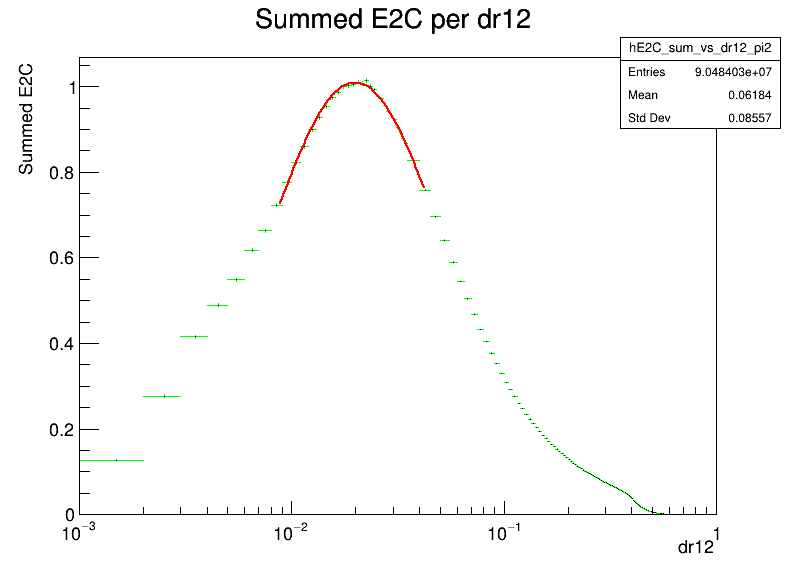 Summed E2C per dr12
hE2C_sum_vs_dr12_pi2
Entries 9.048403e+07
Mean 0.06184
Std Dev 0.08557
Summed E2C
1
0.8
0.6
0.4
0.2
0
10⁻³ 10⁻² 10⁻¹ 1
dr12